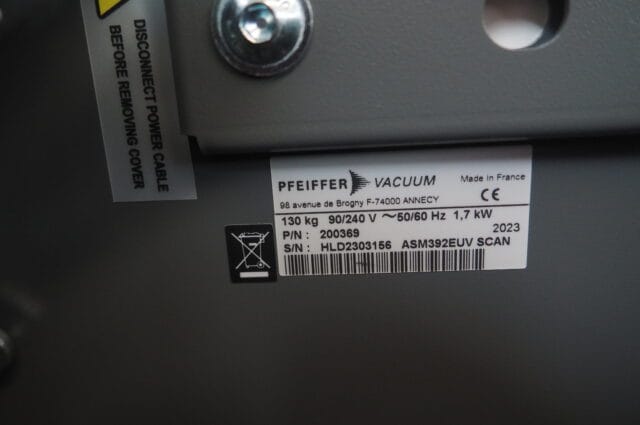 DISCONNECT POWER CABLE
BEFORE REMOVING COVER
PFEIFFER VACUUM
Made in France
98 avenue de Brogny F-74000 ANNECY
CE
130 kg 90/240 V ~50/60 Hz 1,7 kW
P/N : 200369
2023
S/N : HLD2303156 ASM392EUV SCAN